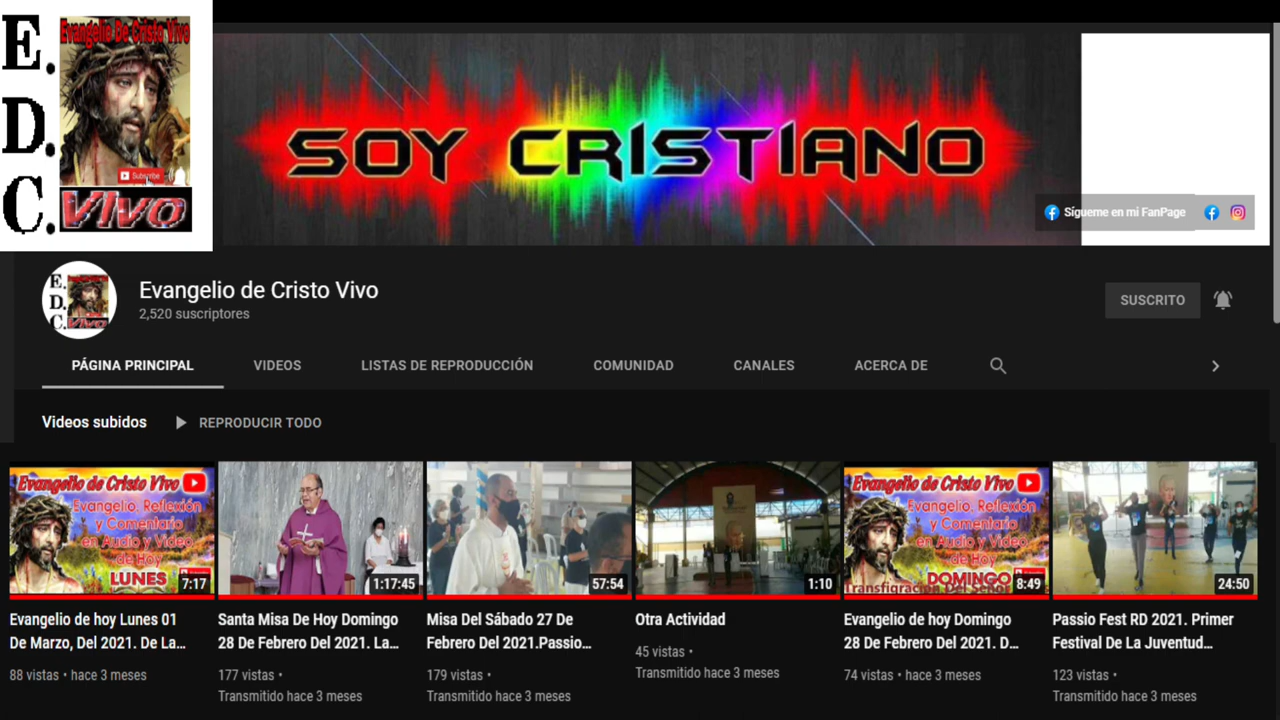 E.
D.
C.
Evangelio De Cristo Vivo
Subscribe
Vivo
SOY CRISTIANO
Sígueme en mi FanPage
E.
D.
C.
Vivo
Evangelio de Cristo Vivo
2,520 suscriptores
SUSCRITO
PÁGINA PRINCIPAL
VIDEOS
LISTAS DE REPRODUCCIÓN
COMUNIDAD
CANALES
ACERCA DE
Videos subidos
REPRODUCIR TODO
Evangelio de Cristo Vivo
Evangelio, Reflexión
y Comentario
en Audio y Video
de Hoy
LUNES
7:17
1:17:45
57:54
1:10
Evangelio de Cristo Vivo
Evangelio, Reflexión
y Comentario
en Audio y Video
de Hoy
DOMINGO
Transfigración Del Señor
8:49
24:50
Evangelio de hoy Lunes 01
De Marzo, Del 2021. De La...
88 vistas • hace 3 meses
Santa Misa De Hoy Domingo
28 De Febrero Del 2021. La...
177 vistas •
Transmitido hace 3 meses
Misa Del Sábado 27 De
Febrero Del 2021.Passio...
179 vistas •
Transmitido hace 3 meses
Otra Actividad
45 vistas •
Transmitido hace 3 meses
Evangelio de hoy Domingo
28 De Febrero Del 2021. D...
74 vistas • hace 3 meses
Passio Fest RD 2021. Primer
Festival De La Juventud...
123 vistas •
Transmitido hace 3 meses